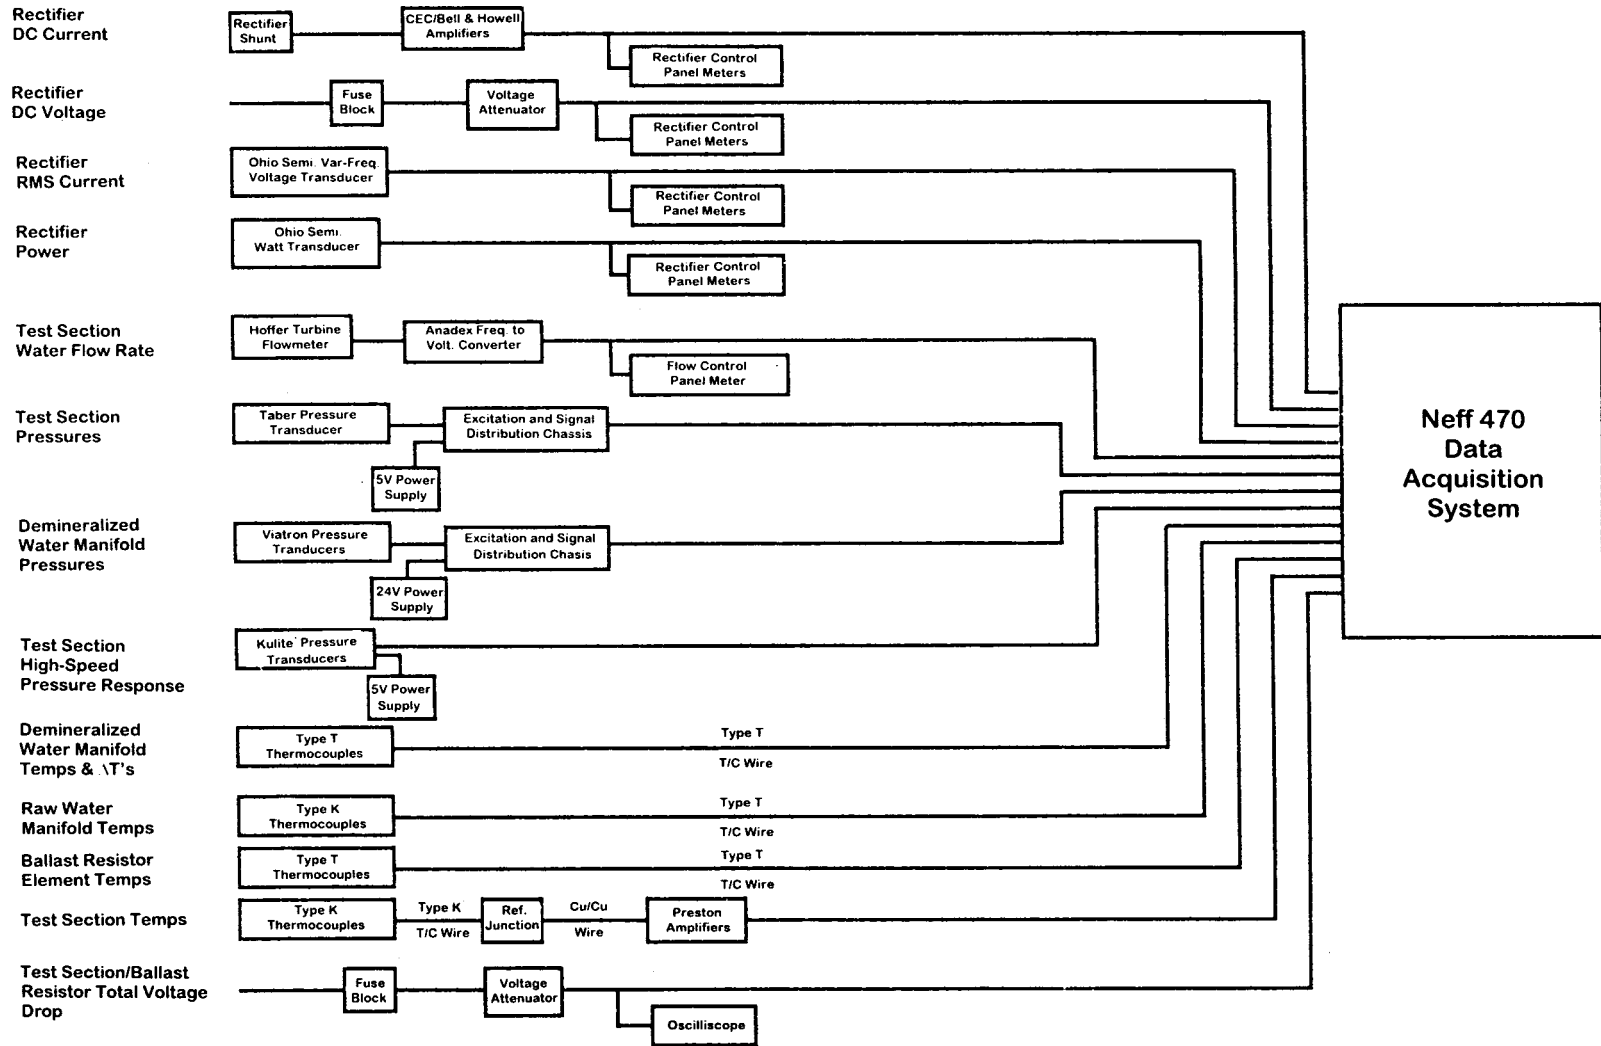 Rectifier
DC Current
Rectifier
Shunt
CEC/Bell & Howell
Amplifiers
Rectifier Control
Panel Meters
Rectifier
DC Voltage
Fuse
Block
Voltage
Attenuator
Rectifier Control
Panel Meters
Rectifier
RMS Current
Ohio Semi. Var-Freq.
Voltage Transducer
Rectifier Control
Panel Meters
Rectifier
Power
Ohio Semi.
Watt Transducer
Rectifier Control
Panel Meters
Test Section
Water Flow Rate
Hoffer Turbine
Flowmeter
Anadex Freq. to
Volt. Converter
Flow Control
Panel Meter
Test Section
Pressures
Taber Pressure
Transducer
Excitation and Signal
Distribution Chassis
5V Power
Supply
Demineralized
Water Manifold
Pressures
Viatron Pressure
Tranducers
Excitation and Signal
Distribution Chasis
24V Power
Supply
Test Section
High-Speed
Pressure Response
Kulite Pressure
Transducers
5V Power
Supply
Demineralized
Water Manifold
Temps & ΔT's
Type T
Thermocouples
Type T
T/C Wire
Raw Water
Manifold Temps
Type K
Thermocouples
Type T
T/C Wire
Ballast Resistor
Element Temps
Type T
Thermocouples
Type T
T/C Wire
Test Section Temps
Type K
Thermocouples
Type K
T/C Wire
Ref.
Junction
Cu/Cu
Wire
Preston
Amplifiers
Test Section/Ballast
Resistor Total Voltage
Drop
Fuse
Block
Voltage
Attenuator
Oscilliscope
Neff 470
Data
Acquisition
System